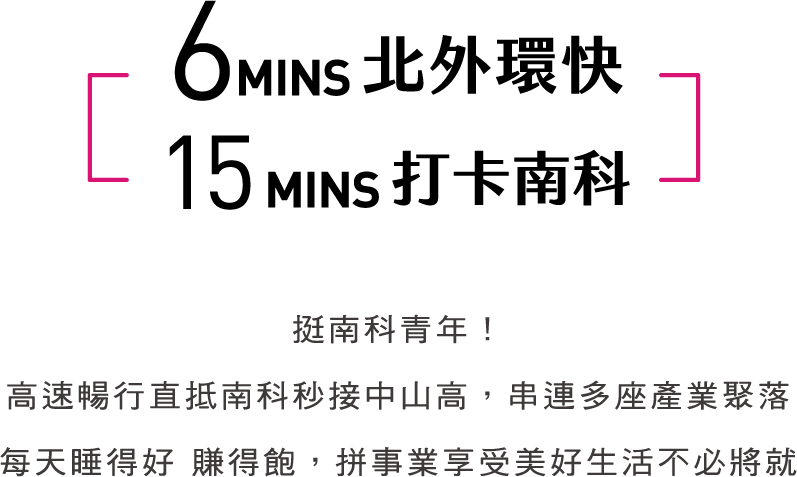 6MINS 北外環快
15 MINS 打卡南科
挺南科青年！
高速暢行直抵南科秒接中山高，串連多座產業聚落
每天睡得好 賺得飽，拼事業享受美好生活不必將就